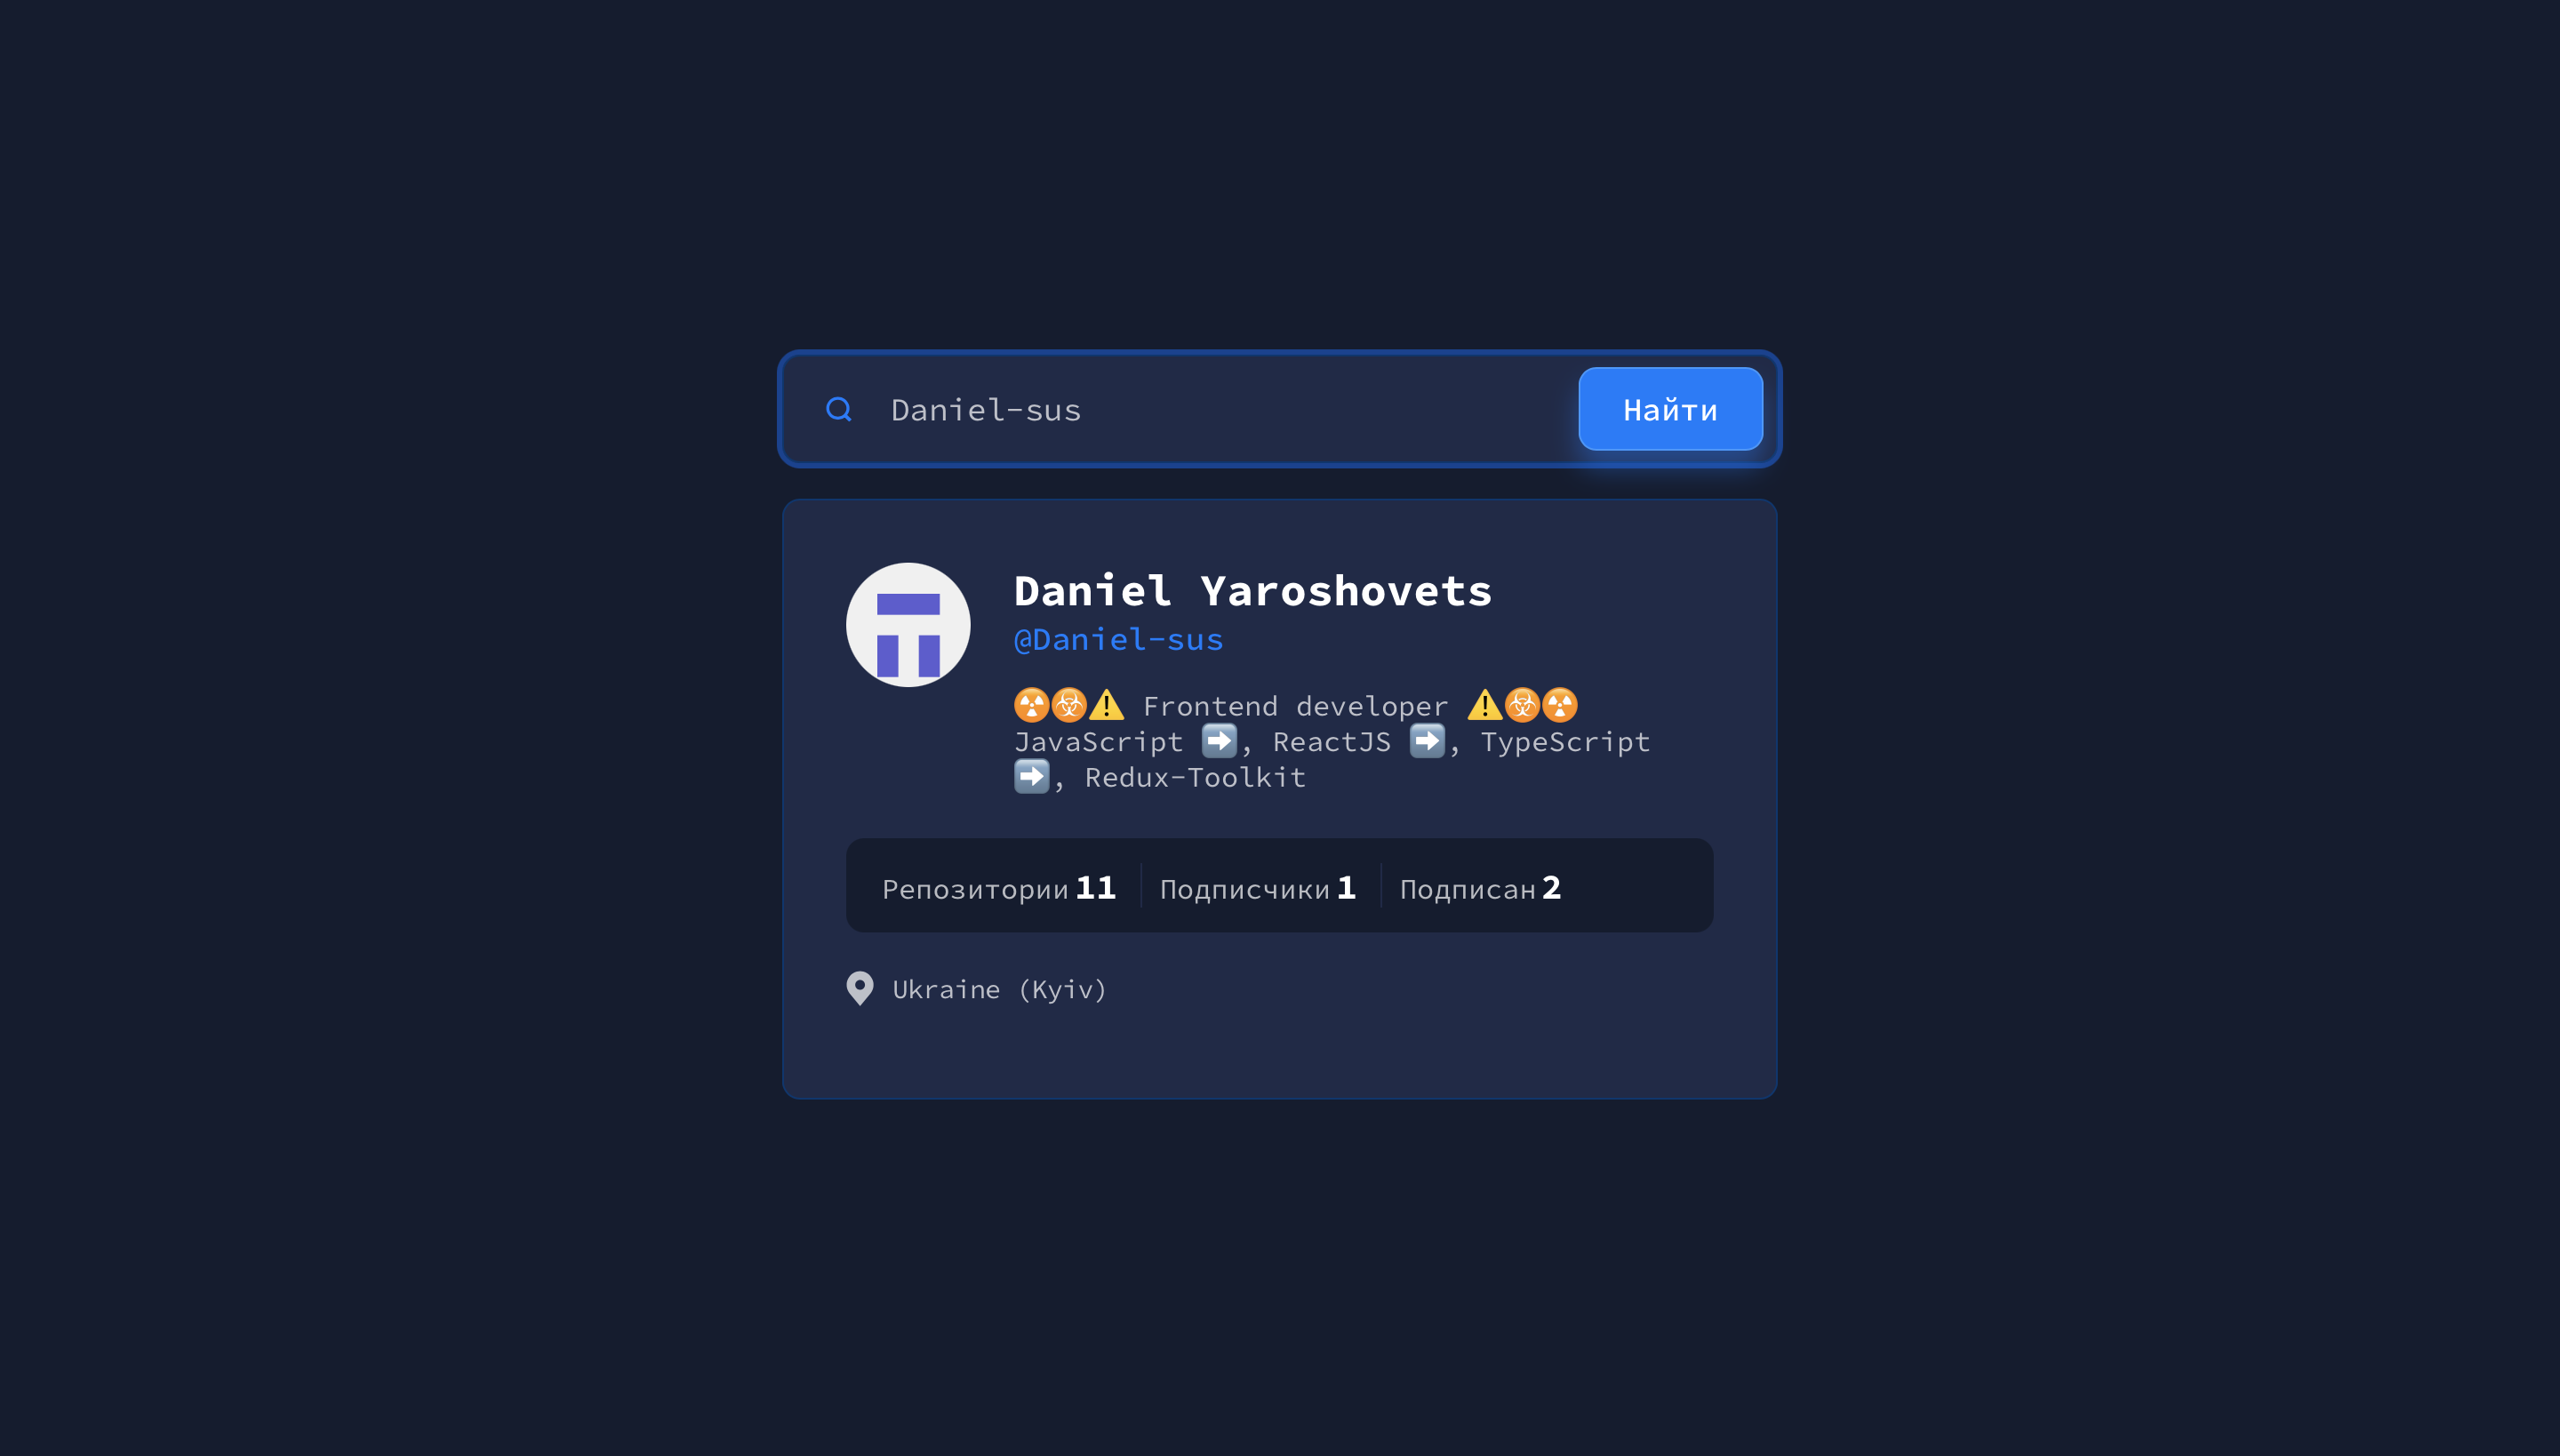 Daniel-sus
Найти
Daniel Yaroshovets
@Daniel-sus
☢️☣️⚠️ Frontend developer ⚠️☣️☢️
JavaScript ➡️, ReactJS ➡️, TypeScript
➡️, Redux-Toolkit
Репозитории 11 Подписчики 1 Подписан 2
Ukraine (Kyiv)